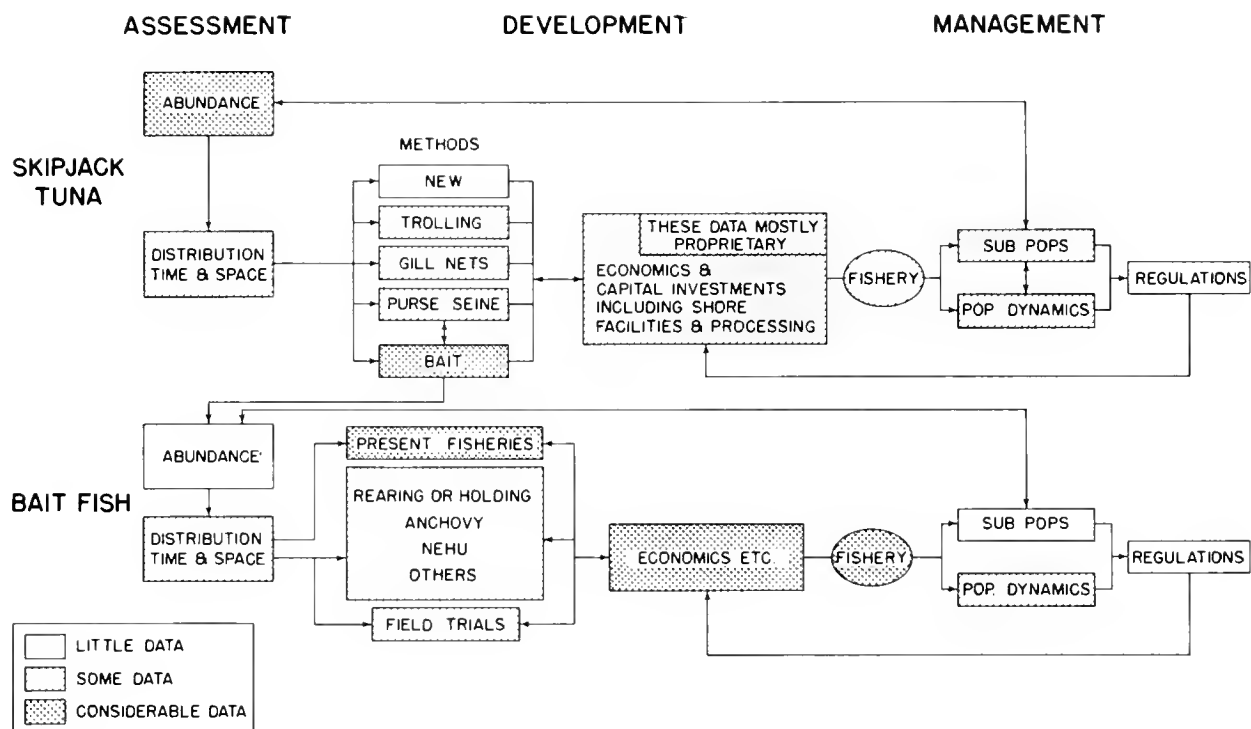 ASSESSMENT
DEVELOPMENT
MANAGEMENT
SKIPJACK
TUNA
ABUNDANCE
DISTRIBUTION
TIME & SPACE
METHODS
NEW
TROLLING
GILL NETS
PURSE SEINE
BAIT
THESE DATA MOSTLY
PROPRIETARY
ECONOMICS &
CAPITAL INVESTMENTS
INCLUDING SHORE
FACILITIES & PROCESSING
FISHERY
SUB POPS
POP. DYNAMICS
REGULATIONS
BAIT FISH
ABUNDANCE
DISTRIBUTION
TIME & SPACE
PRESENT FISHERIES
REARING OR HOLDING
ANCHOVY
NEHU
OTHERS
FIELD TRIALS
ECONOMICS ETC.
FISHERY
SUB POPS
POP. DYNAMICS
REGULATIONS
LITTLE DATA
SOME DATA
CONSIDERABLE DATA